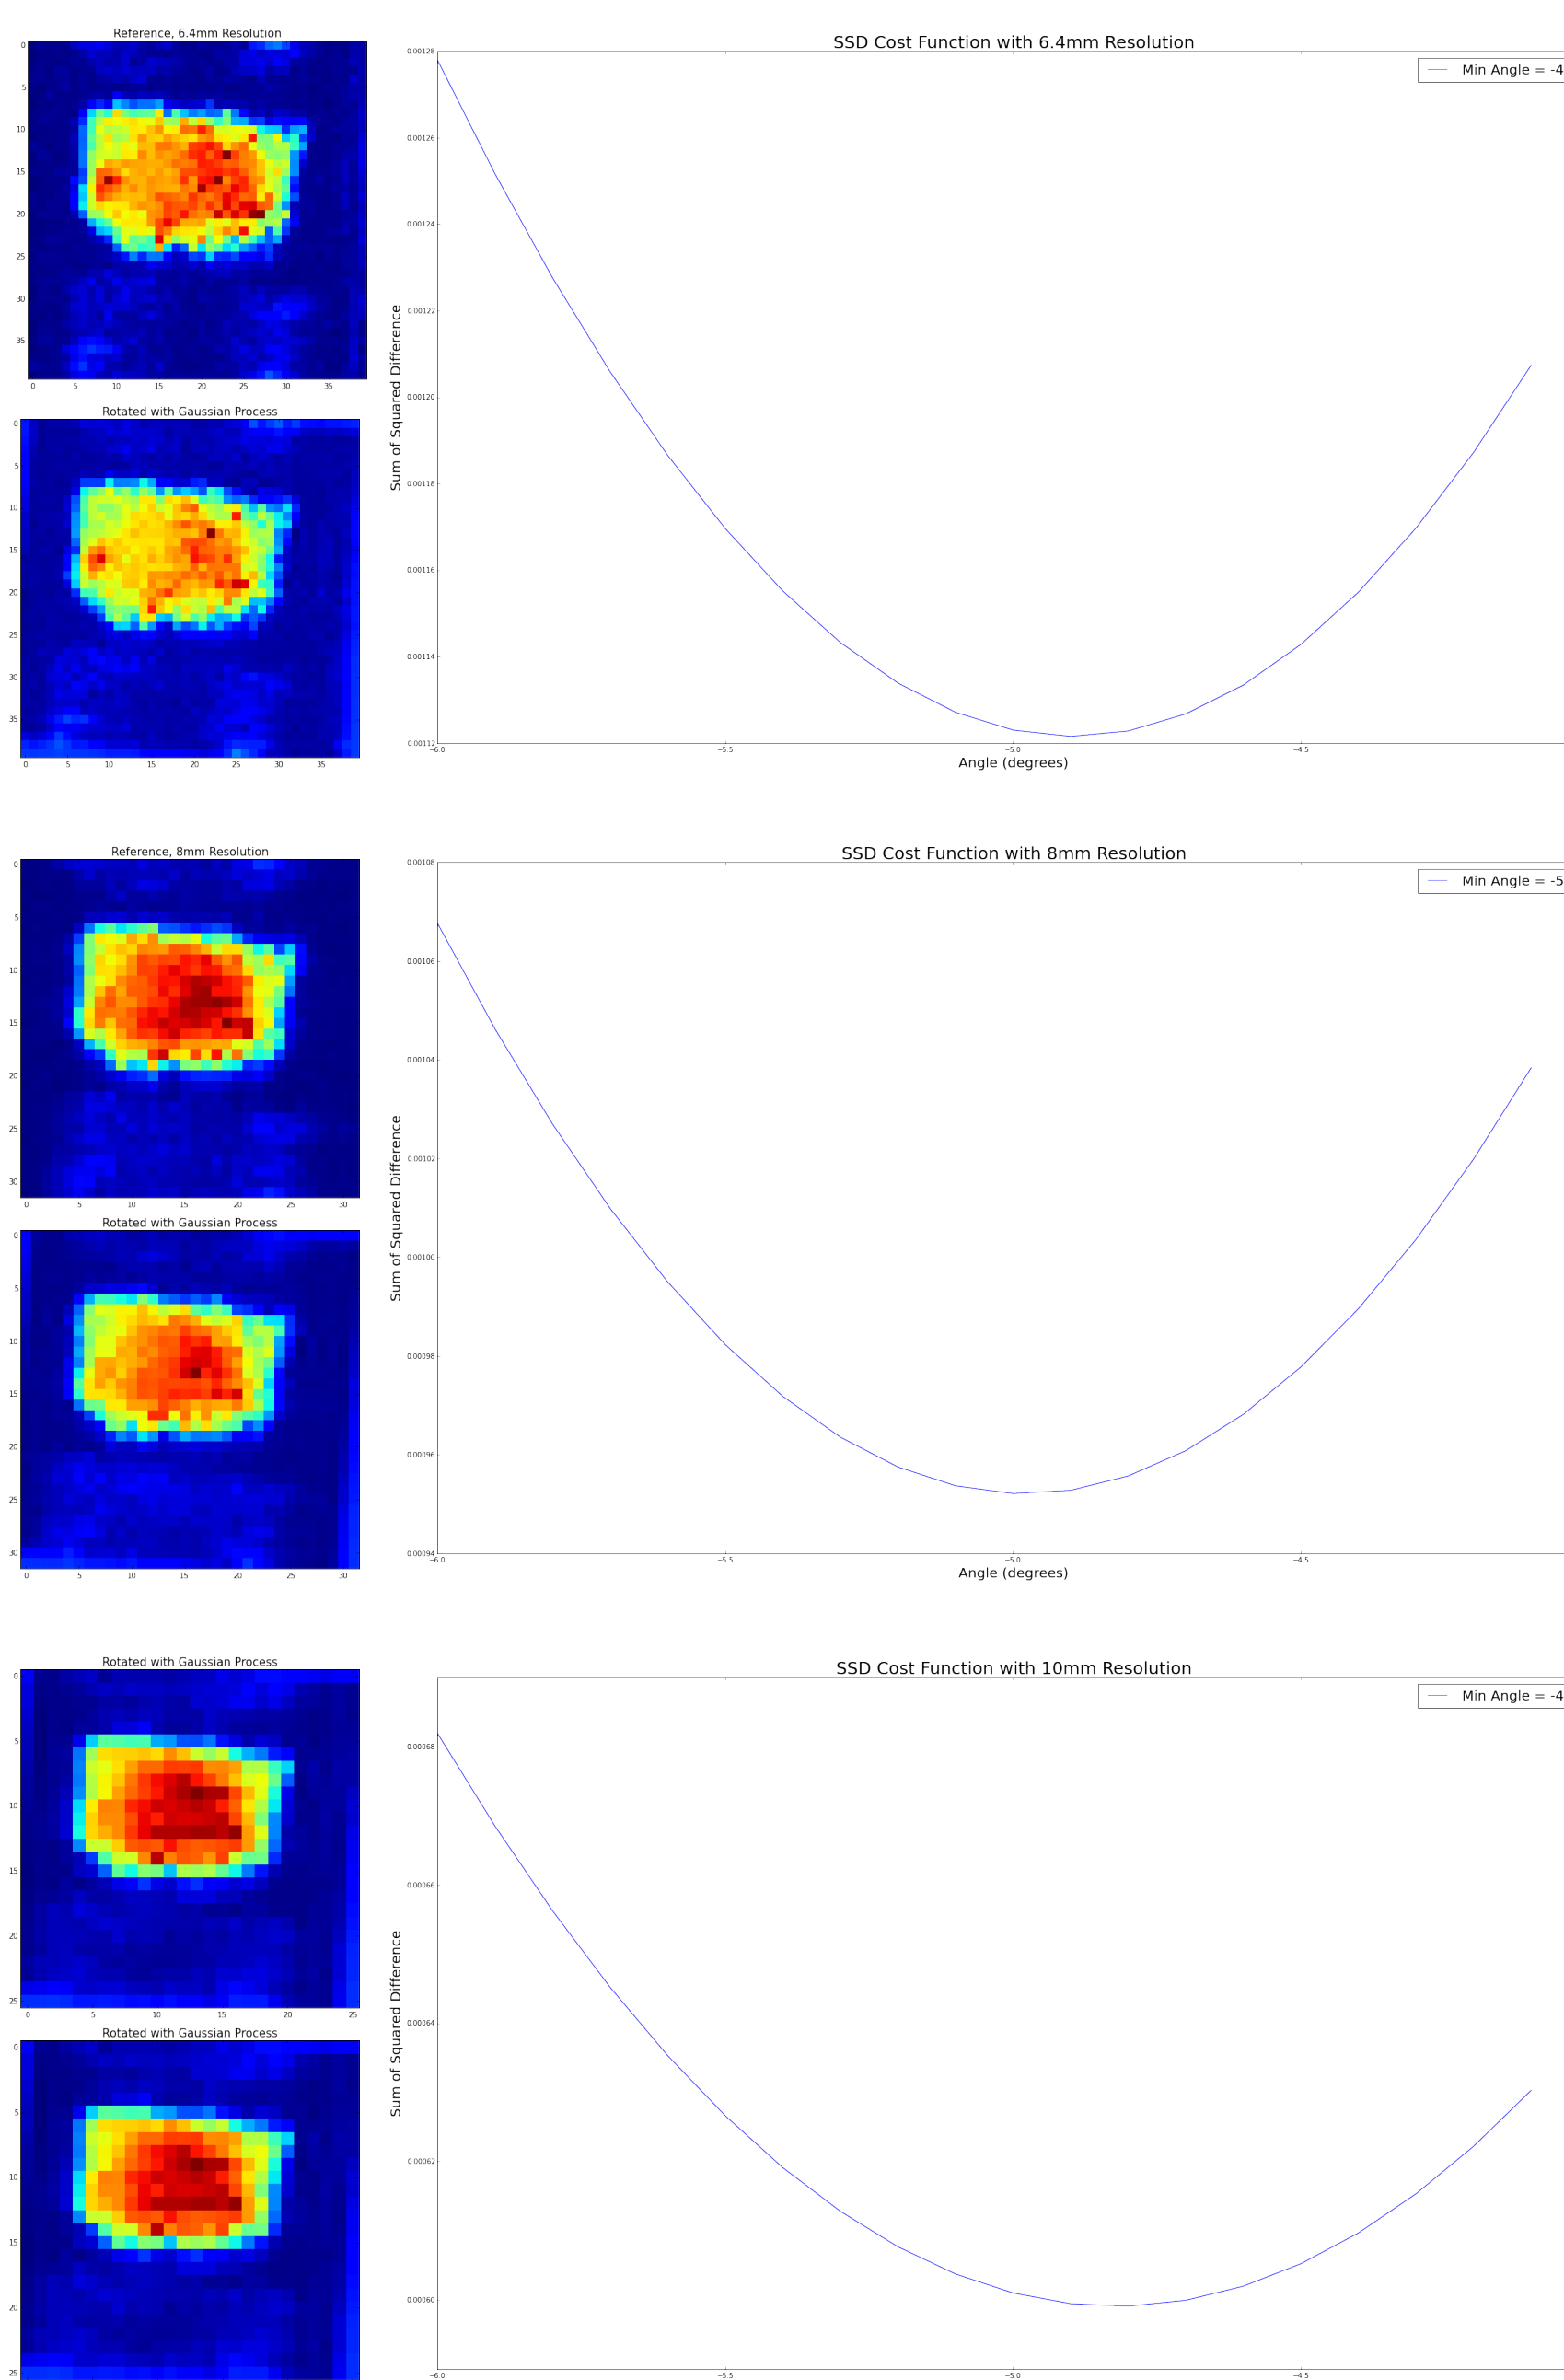 Reference, 6.4mm Resolution
0
5
10
15
20
25
30
35
0 5 10 15 20 25 30 35
Rotated with Gaussian Process
0
5
10
15
20
25
30
35
0 5 10 15 20 25 30 35
SSD Cost Function with 6.4mm Resolution
Min Angle = -4
Sum of Squared Difference
0.00128
0.00126
0.00124
0.00122
0.00120
0.00118
0.00116
0.00114
0.00112
−6.0 −5.5 −5.0 −4.5
Angle (degrees)
Reference, 8mm Resolution
0
5
10
15
20
25
30
0 5 10 15 20 25 30
Rotated with Gaussian Process
0
5
10
15
20
25
30
0 5 10 15 20 25 30
SSD Cost Function with 8mm Resolution
Min Angle = -5
Sum of Squared Difference
0.00108
0.00106
0.00104
0.00102
0.00100
0.00098
0.00096
0.00094
−6.0 −5.5 −5.0 −4.5
Angle (degrees)
Rotated with Gaussian Process
0
5
10
15
20
25
0 5 10 15 20 25
Rotated with Gaussian Process
0
5
10
15
20
25
SSD Cost Function with 10mm Resolution
Min Angle = -4
Sum of Squared Difference
0.00068
0.00066
0.00064
0.00062
0.00060
−6.0 −5.5 −5.0 −4.5